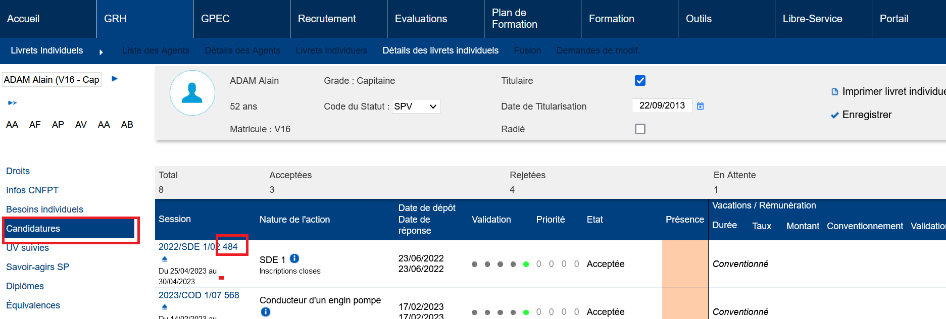 Accueil GRH GPEC Recrutement Evaluations Plan de Formation Formation Outils Libre-Service Portail
Livrets Individuels Liste des Agents Détails des Agents Livrets Individuels Détails des livrets individuels Fusion Demandes de modif.
ADAM Alain (V16 - Cap
AA AF AP AV AA AB
ADAM Alain Grade : Capitaine Titulaire
52 ans Code du Statut : SPV Date de Titularisation 22/09/2013
Matricule : V16 Radié
Imprimer livret individue
Enregistrer
Droits
Infos CNFPT
Besoins individuels
Candidatures
UV suivies
Savoir-agirs SP
Diplômes
Équivalences
Total Acceptées Rejetées En Attente
8 3 4 1
Session Nature de l'action Date de dépôt Date de réponse Validation Priorité Etat Présence Vacations / Rémunération
Durée Taux Montant Conventionnement Validation
2022/SDE 1/02 484
Du 25/04/2023 au
30/04/2023
SDE 1
Inscriptions closes
23/06/2022
23/06/2022
0 0 0 0 Acceptée Conventionné
2023/COD 1/07 568
Du 14/02/2023 au
Conducteur d'un engin pompe
17/02/2023
17/02/2023
0 0 0 0 Acceptée Conventionné